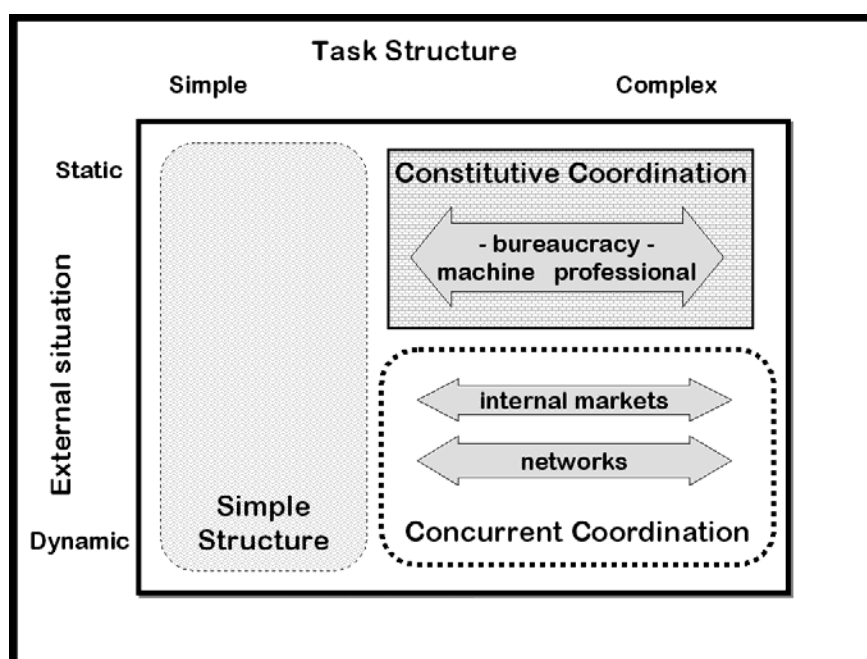 Task Structure
Simple Complex
Static
Constitutive Coordination
- bureaucracy -
machine professional
External situation
internal markets
networks
Simple
Structure
Concurrent Coordination
Dynamic